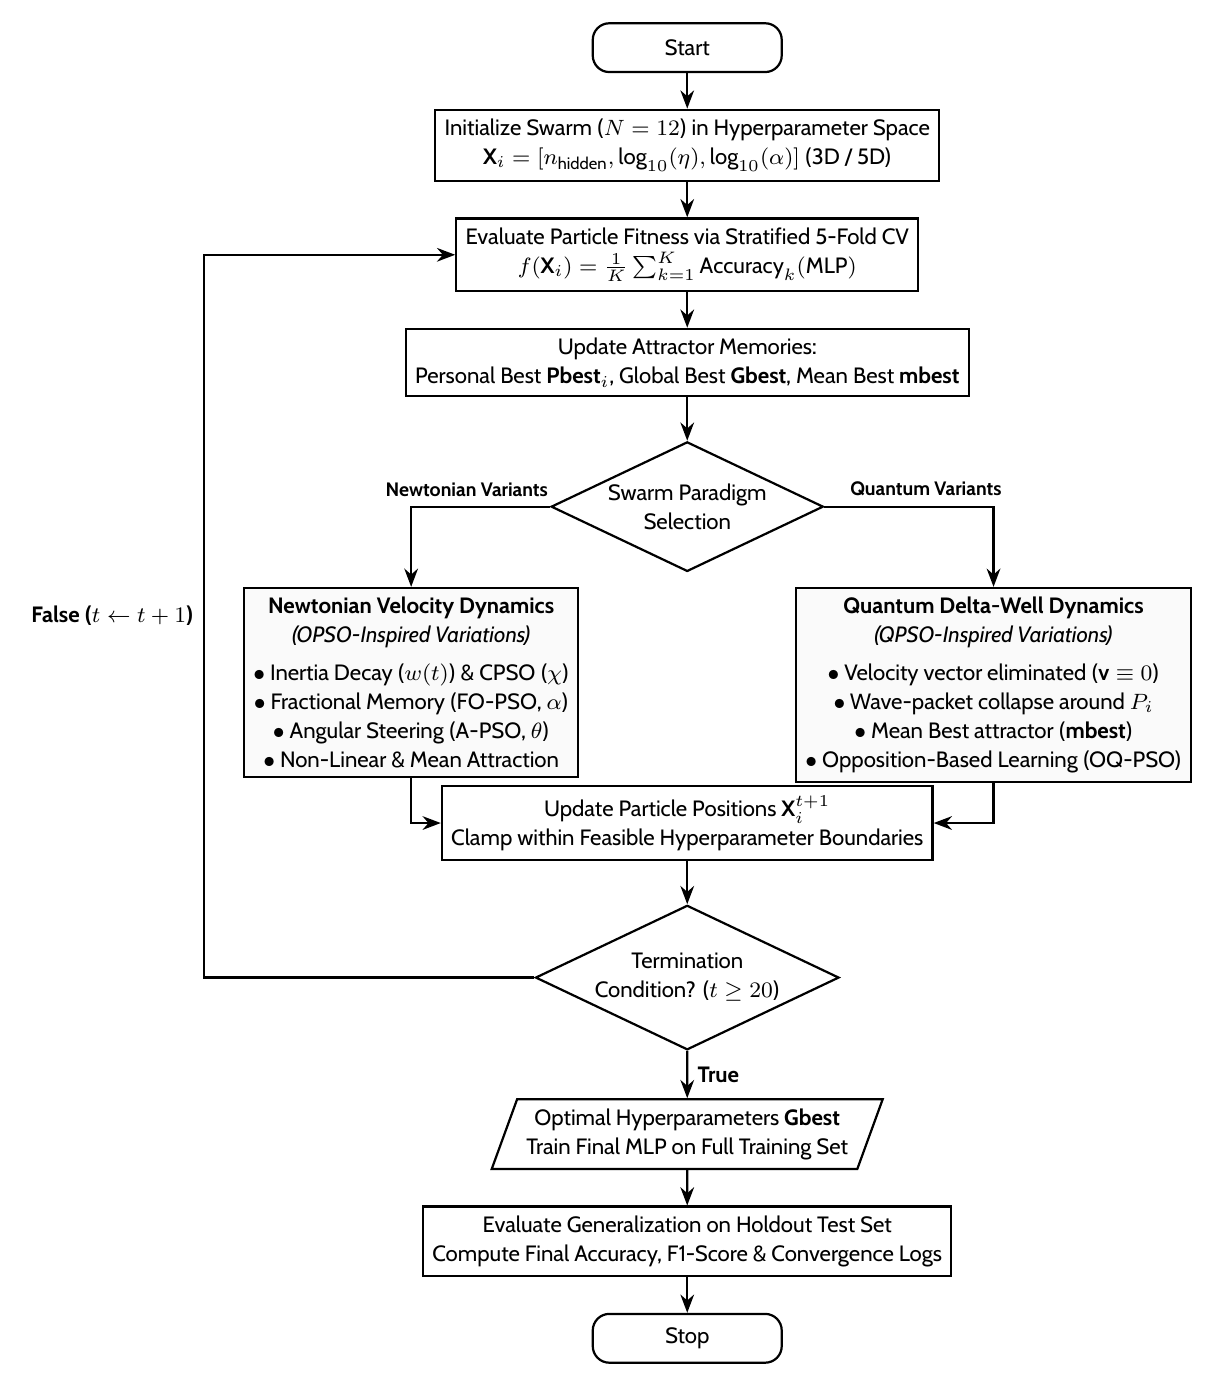 Start
Initialize Swarm (N = 12) in Hyperparameter Space
X_i = [n_hidden, log_10(η), log_10(α)] (3D / 5D)
Evaluate Particle Fitness via Stratified 5-Fold CV
f(X_i) = 1/K ∑_{k=1}^{K} Accuracy_k(MLP)
Update Attractor Memories:
Personal Best Pbest_i, Global Best Gbest, Mean Best mbest
Swarm Paradigm
Selection
Newtonian Variants
Quantum Variants
Newtonian Velocity Dynamics
(OPSO-Inspired Variations)
• Inertia Decay (w(t)) & CPSO (χ)
• Fractional Memory (FO-PSO, α)
• Angular Steering (A-PSO, θ)
• Non-Linear & Mean Attraction
Quantum Delta-Well Dynamics
(QPSO-Inspired Variations)
• Velocity vector eliminated (v ≡ 0)
• Wave-packet collapse around P_i
• Mean Best attractor (mbest)
• Opposition-Based Learning (OQ-PSO)
False (t ← t + 1)
Update Particle Positions X_i^{t+1}
Clamp within Feasible Hyperparameter Boundaries
Termination
Condition? (t ≥ 20)
True
Optimal Hyperparameters Gbest
Train Final MLP on Full Training Set
Evaluate Generalization on Holdout Test Set
Compute Final Accuracy, F1-Score & Convergence Logs
Stop